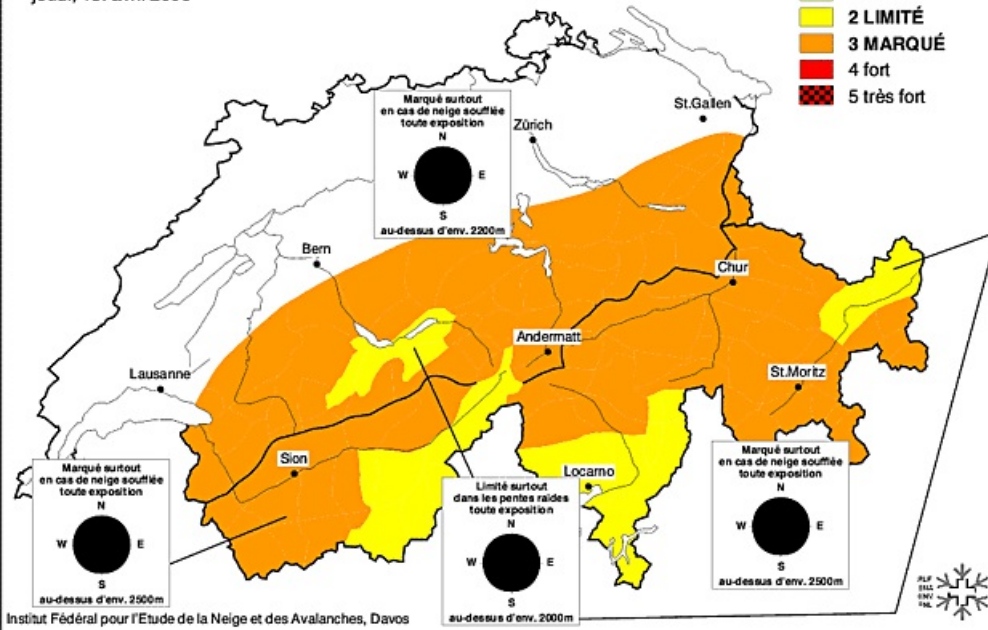 2 LIMITÉ
3 MARQUÉ
4 fort
5 très fort
Marqué surtout
en cas de neige soufflée
toute exposition
N
W E
S
au-dessus d'env. 2200m
St.Gallen
Zürich
Bern
Chur
Andermatt
St.Moritz
Lausanne
Sion
Locarno
Marqué surtout
en cas de neige soufflée
toute exposition
N
W E
S
au-dessus d'env. 2500m
Limité surtout
dans les pentes raides
toute exposition
N
W E
S
au-dessus d'env. 2000m
Marqué surtout
en cas de neige soufflée
toute exposition
N
W E
S
au-dessus d'env. 2500m
Institut Fédéral pour l'Etude de la Neige et des Avalanches, Davos